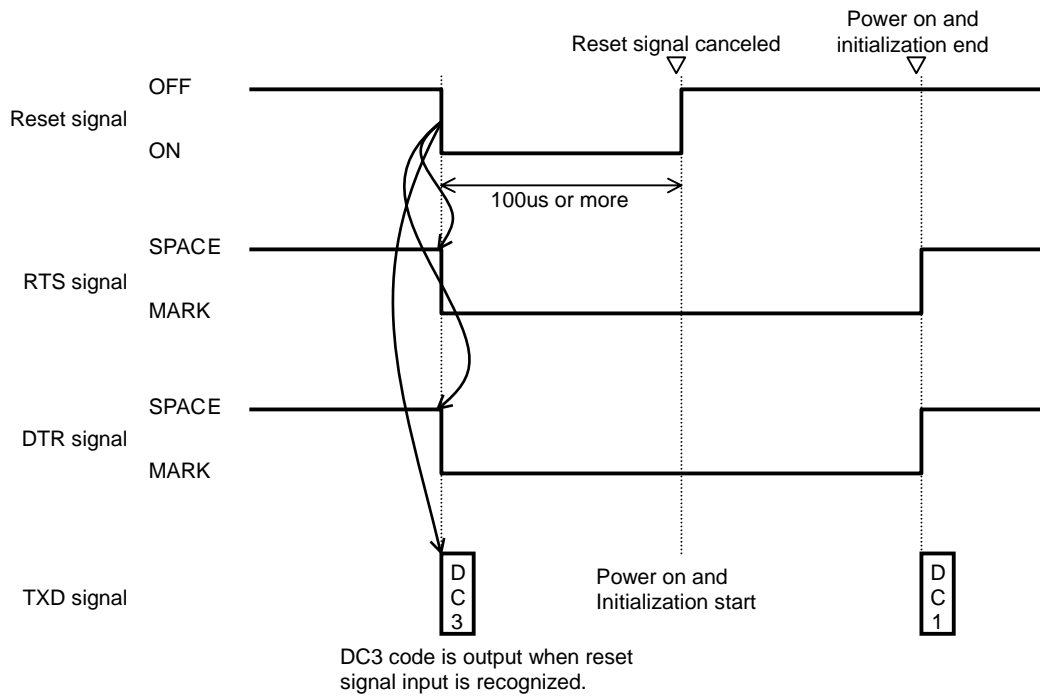 Reset signal canceled
Power on and
initialization end
OFF
Reset signal
ON
100us or more
SPACE
RTS signal
MARK
SPACE
DTR signal
MARK
TXD signal
D
C
3
Power on and
Initialization start
D
C
1
DC3 code is output when reset
signal input is recognized.